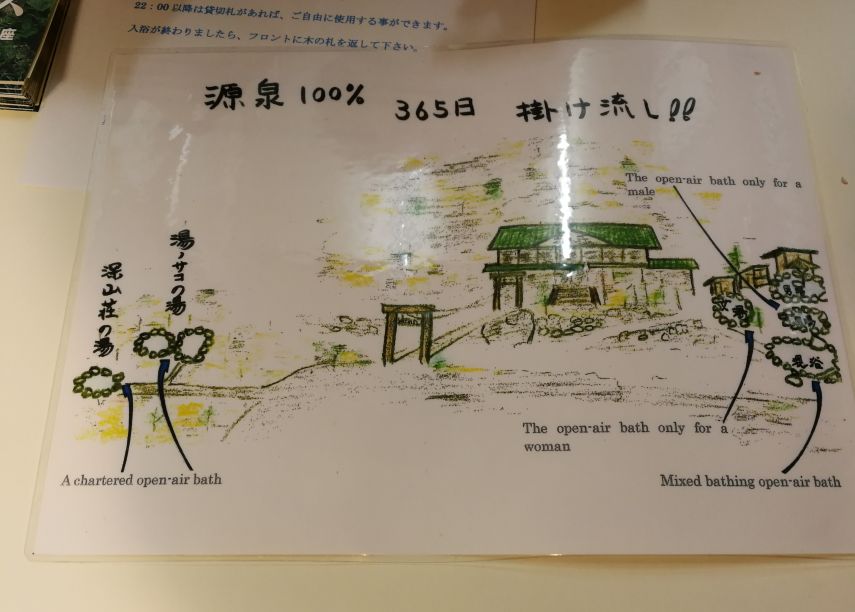 座
22：00以降は貸切札があれば、ご自由に使用する事ができます。
入浴が終わりましたら、フロントに木の札を返して下さい。
源泉100% 365日 掛け流し!!
The open-air bath only for a
male
湯ノサコの湯
深山荘の湯
混浴
The open-air bath only for a
woman
A chartered open-air bath
Mixed bathing open-air bath